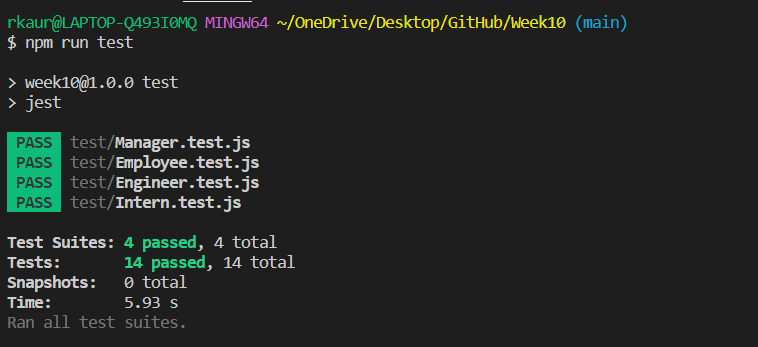 rkaur@LAPTOP-Q493I0MQ MINGW64 ~/OneDrive/Desktop/GitHub/Week10 (main)
$ npm run test
> week10@1.0.0 test
> jest
PASS test/Manager.test.js
PASS test/Employee.test.js
PASS test/Engineer.test.js
PASS test/Intern.test.js
Test Suites: 4 passed, 4 total
Tests: 14 passed, 14 total
Snapshots: 0 total
Time: 5.93 s
Ran all test suites.